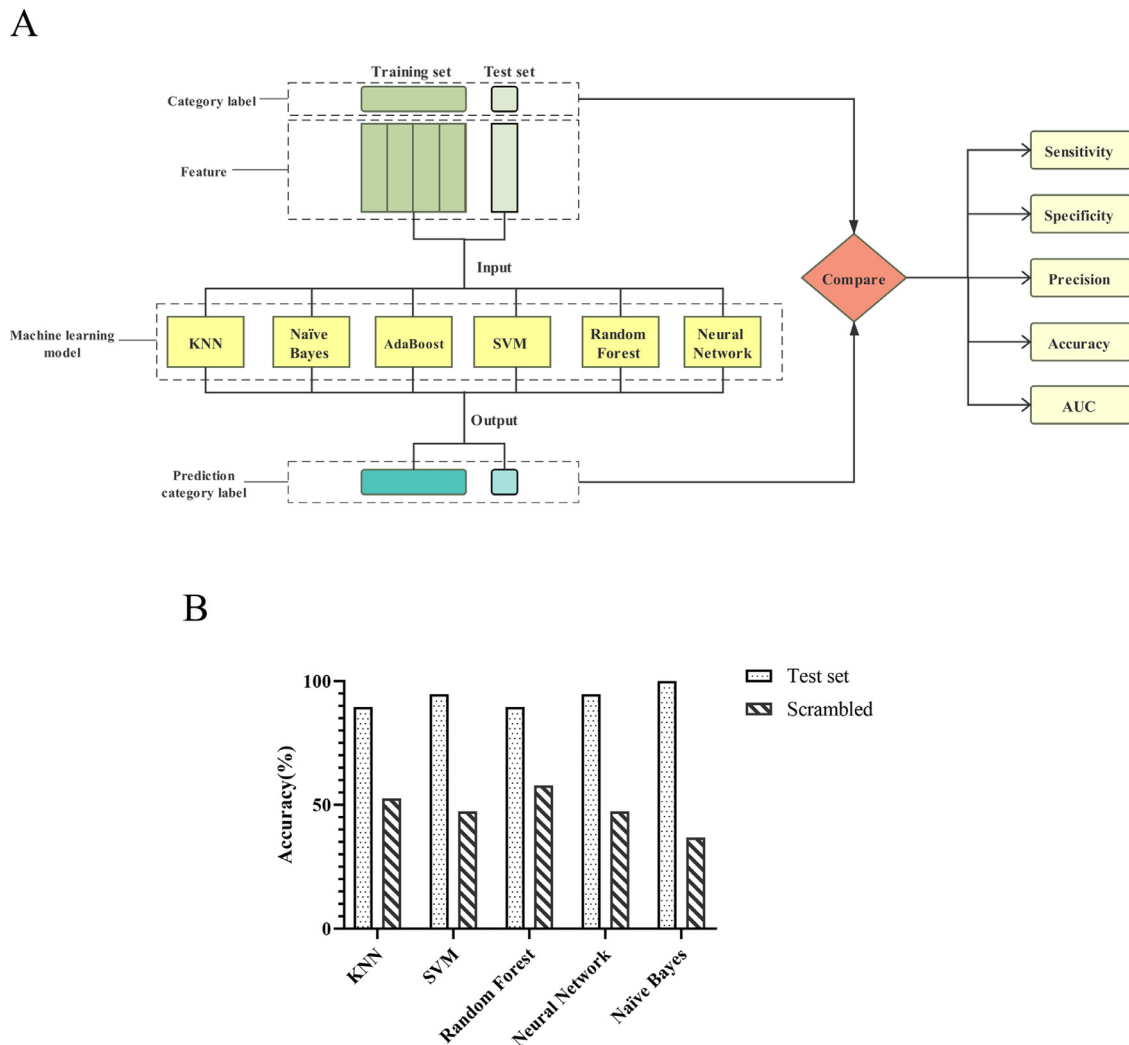 A
Training set
Test set
Category label
Feature
Input
Machine learning
model
KNN
Naïve
Bayes
AdaBoost
SVM
Random
Forest
Neural
Network
Output
Prediction
category label
Compare
Sensitivity
Specificity
Precision
Accuracy
AUC
B
Test set
Scrambled
Accuracy(%)
100
50
0
KNN
SVM
Random Forest
Neural Network
Naïve Bayes